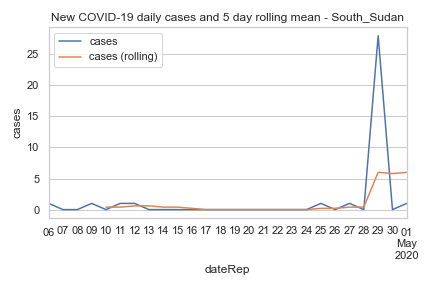 New COVID-19 daily cases and 5 day rolling mean - South_Sudan
cases
cases (rolling)
25
20
15
10
5
0
cases
06 07 08 09 10 11 12 13 14 15 16 17 18 19 20 21 22 23 24 25 26 27 28 29 30 01
May
2020
dateRep